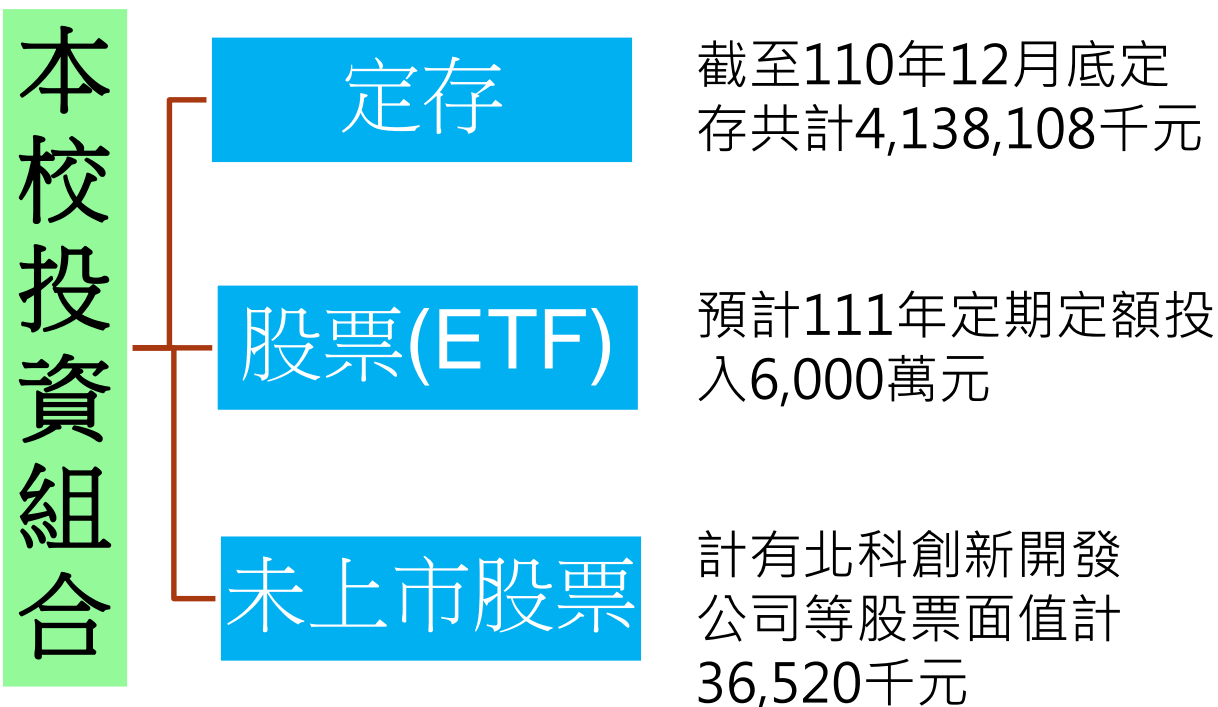 本校投資組合
定存
截至110年12月底定
存共計4,138,108千元
股票(ETF)
預計111年定期定額投
入6,000萬元
未上市股票
計有北科創新開發
公司等股票面值計
36,520千元